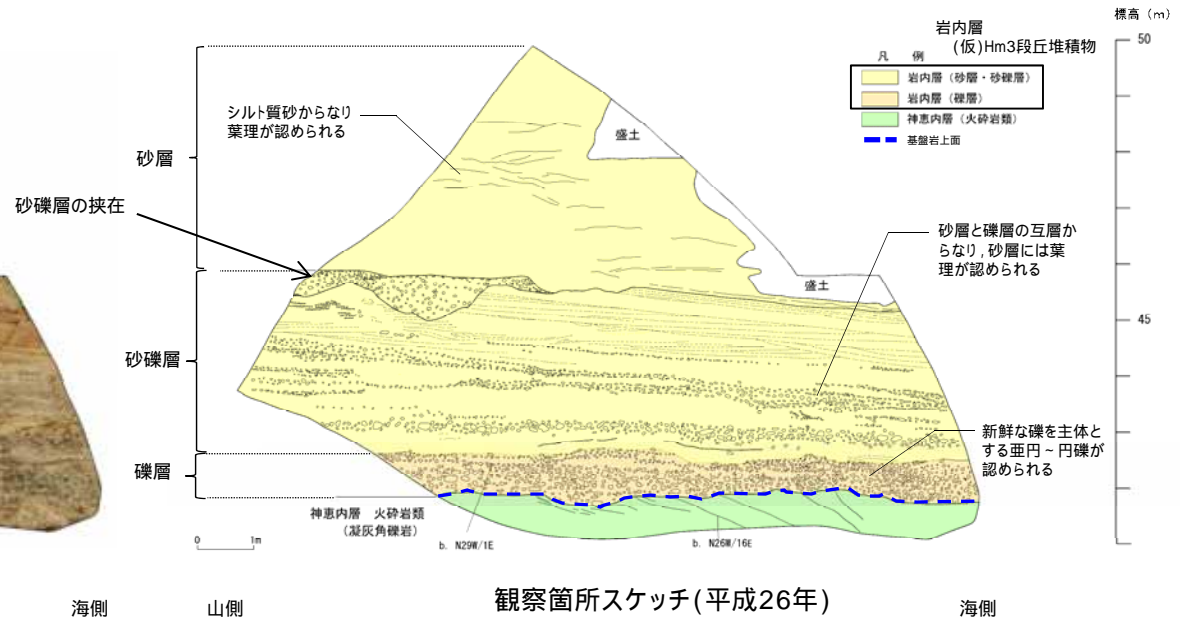 標高（m）
50
45
岩内層
(仮)Hm3段丘堆積物
凡　例
岩内層（砂層・砂礫層）
岩内層（礫層）
神恵内層（火砕岩類）
基盤岩上面
シルト質砂からなり
葉理が認められる
盛土
砂層
砂礫層の挟在
砂層と礫層の互層か
らなり，砂層には葉
理が認められる
盛土
砂礫層
新鮮な礫を主体と
する亜円～円礫が
認められる
礫層
神恵内層　火砕岩類
（凝灰角礫岩）
b. N29W/1E
b. N26W/16E
0　1m
海側
山側
観察箇所スケッチ(平成26年)
海側